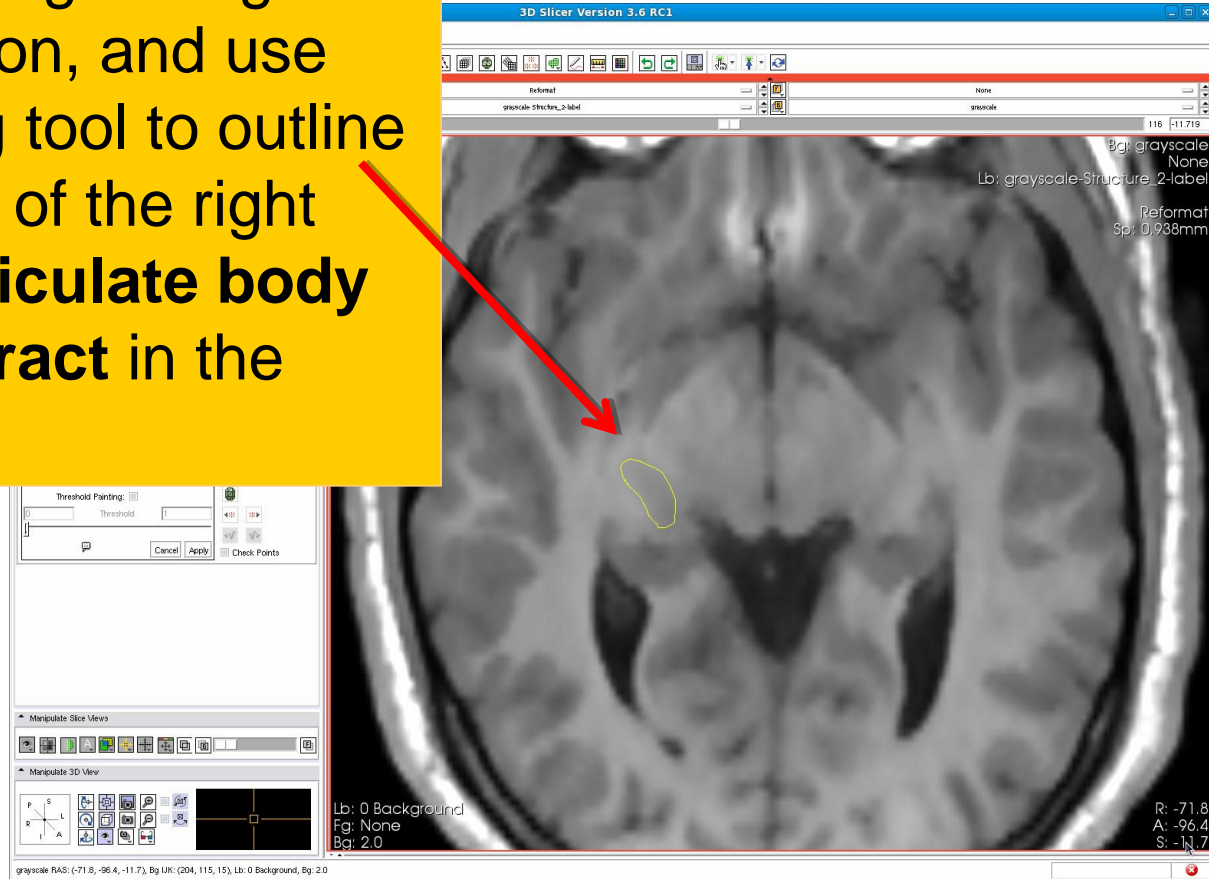 on, and use
tool to outline
of the right
iculate body
ract in the
3D Slicer Version 3.6 RC1
Reformat
None
grayscale-Structure_2-label
grayscale
116 -11.719
Bg: grayscale
None
Lb: grayscale-Structure_2-label
Reformat
Sp: 0.938mm
Threshold Painting:
0 Threshold 1
Cancel Apply
Check Points
Manipulate Slice Views
Manipulate 3D View
P S
R L
I A
Lb: 0 Background
Fg: None
Bg: 2.0
R: -71.8
A: -96.4
S: -11.7
grayscale RAS: (-71.8, -96.4, -11.7), Bg IJK: (204, 115, 15), Lb: 0 Background, Bg: 2.0